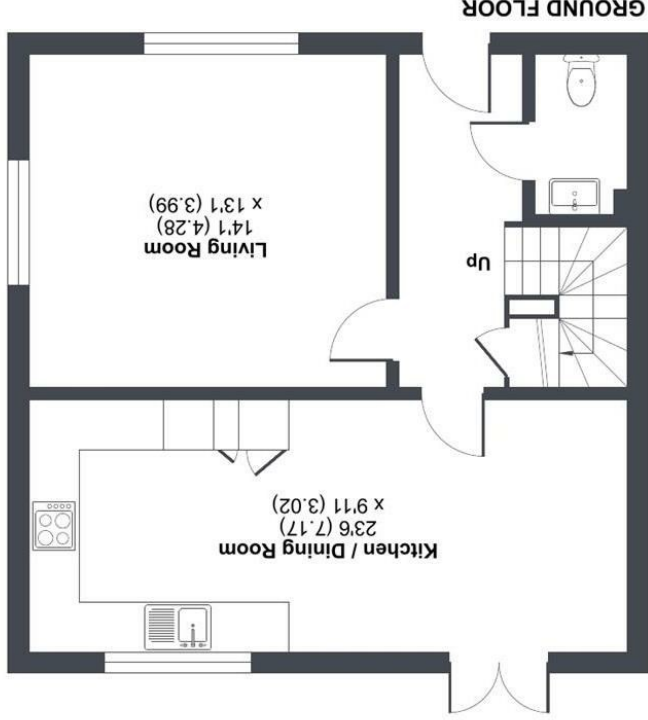 Kitchen / Dining Room
23'6 (7.17)
x 9'11 (3.02)
Up
Living Room
14'1 (4.28)
x 13'1 (3.99)
GROUND FLOOR